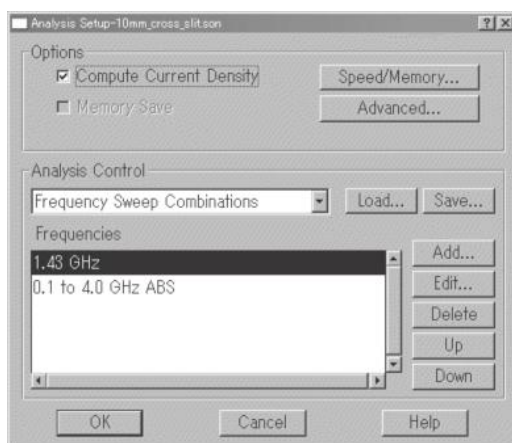 Analysis Setup-10mm_cross_slit.son
Options
Compute Current Density
Speed/Memory...
Memory Save
Advanced...
Analysis Control
Frequency Sweep Combinations
Load...
Save...
Frequencies
Add...
1.43 GHz
Edit...
0.1 to 4.0 GHz ABS
Delete
Up
Down
OK
Cancel
Help